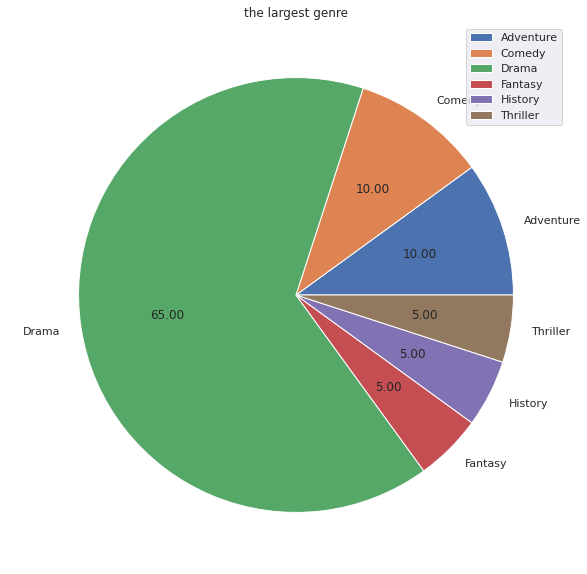 the largest genre
Adventure
Comedy
Drama
Fantasy
History
Thriller
Adventure
10.00
10.00
Drama
65.00
Fantasy
5.00
History
5.00
Thriller
5.00